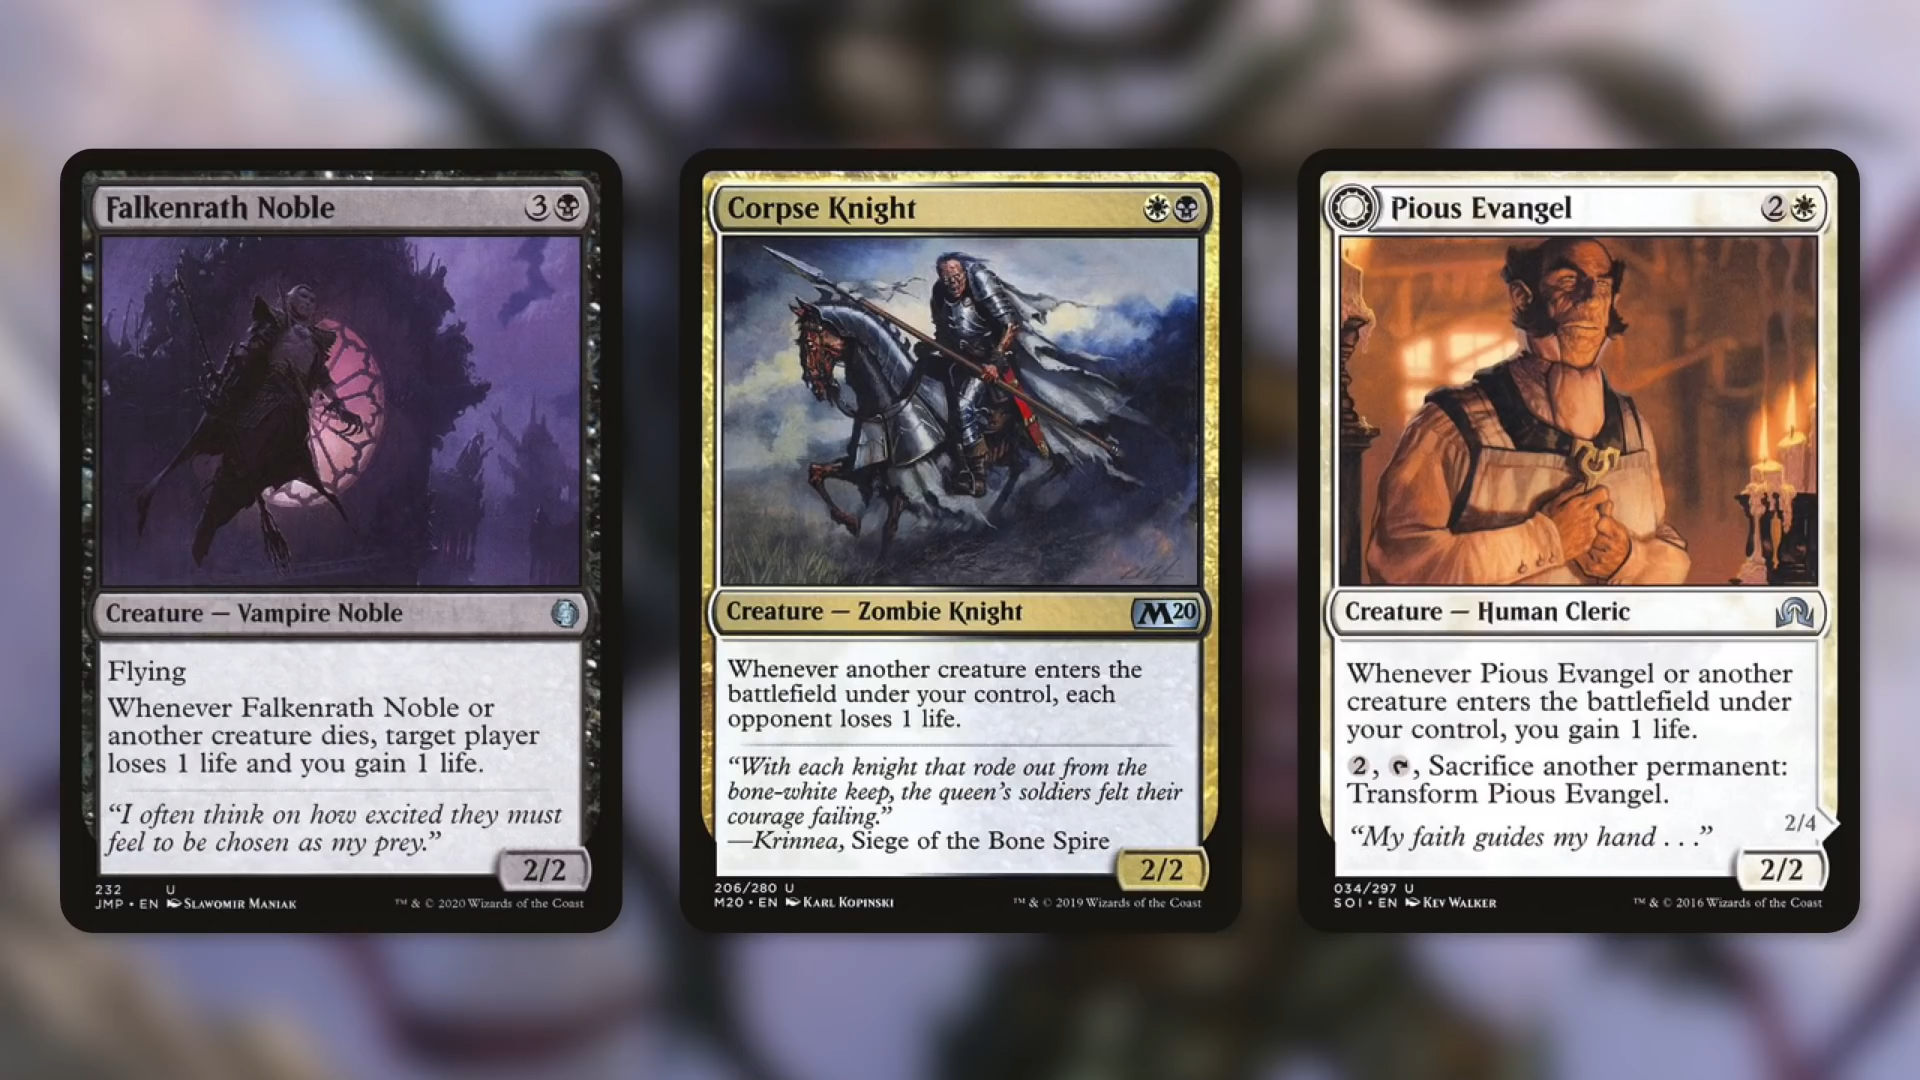 Falkenrath Noble
3
Creature — Vampire Noble
Flying
Whenever Falkenrath Noble or
another creature dies, target player
loses 1 life and you gain 1 life.
“I often think on how excited they must
feel to be chosen as my prey.”
2/2
232 U
JMP • EN SLAWOMIR MANIAK
™ & © 2020 Wizards of the Coast
Corpse Knight
Creature — Zombie Knight
M20
Whenever another creature enters the
battlefield under your control, each
opponent loses 1 life.
“With each knight that rode out from the
bone-white keep, the queen’s soldiers felt their
courage failing.”
—Krinnea, Siege of the Bone Spire
2/2
206/280 U
M20 • EN KARL KOPINSKI
™ & © 2019 Wizards of the Coast
Pious Evangel
2
Creature — Human Cleric
Whenever Pious Evangel or another
creature enters the battlefield under
your control, you gain 1 life.
2, , Sacrifice another permanent:
Transform Pious Evangel.
“My faith guides my hand . . .”
2/4
2/2
034/297 U
SOI • EN KEV WALKER
™ & © 2016 Wizards of the Coast